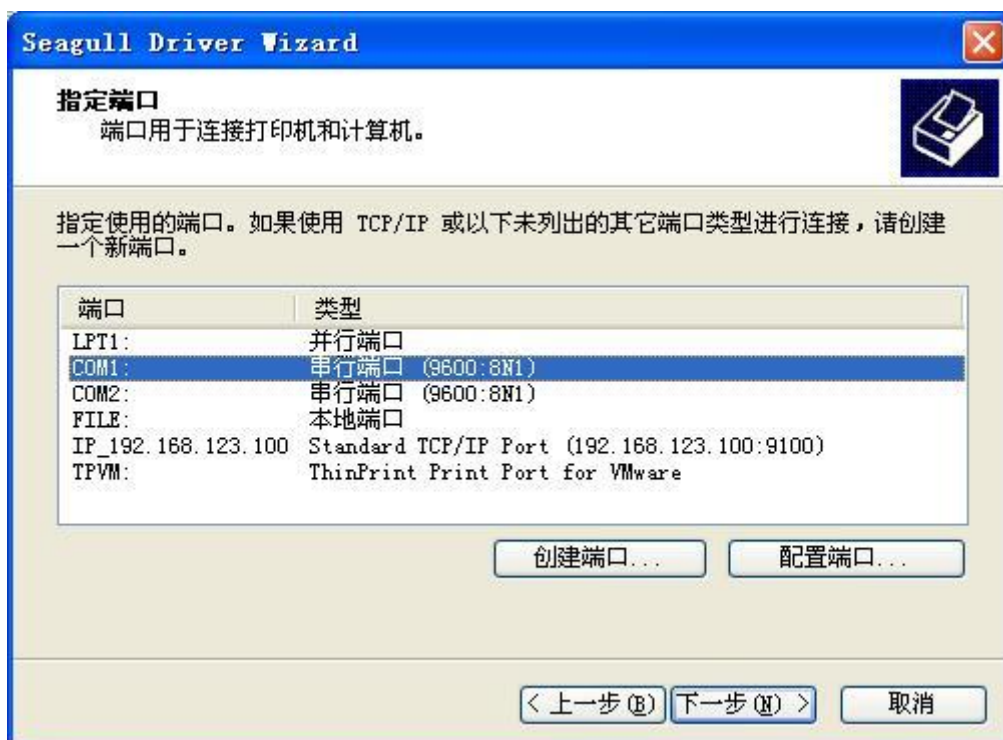 Seagull Driver Wizard
指定端口
端口用于连接打印机和计算机。
指定使用的端口。如果使用 TCP/IP 或以下未列出的其它端口类型进行连接，请创建
一个新端口。
端口 类型
LPT1: 并行端口
COM1: 串行端口 (9600:8N1)
COM2: 串行端口 (9600:8N1)
FILE: 本地端口
IP_192.168.123.100 Standard TCP/IP Port (192.168.123.100:9100)
TPVM: ThinPrint Print Port for VMware
创建端口... 配置端口...
< 上一步(B) 下一步(N) > 取消